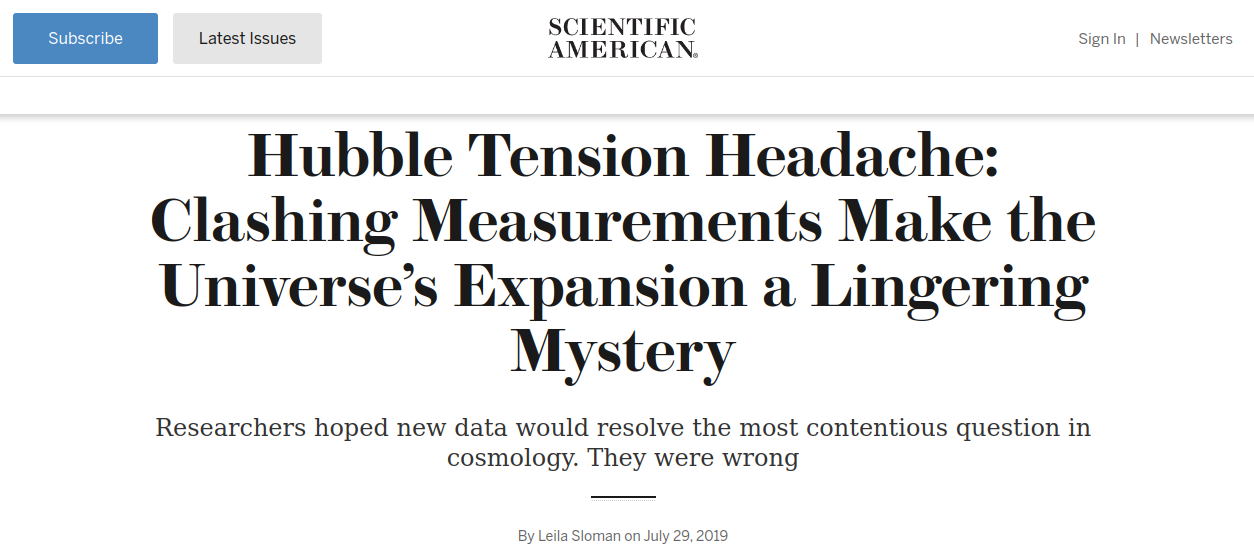 Subscribe
Latest Issues
SCIENTIFIC
AMERICAN®
Sign In | Newsletters
Hubble Tension Headache:
Clashing Measurements Make the
Universe’s Expansion a Lingering
Mystery
Researchers hoped new data would resolve the most contentious question in
cosmology. They were wrong
By Leila Sloman on July 29, 2019